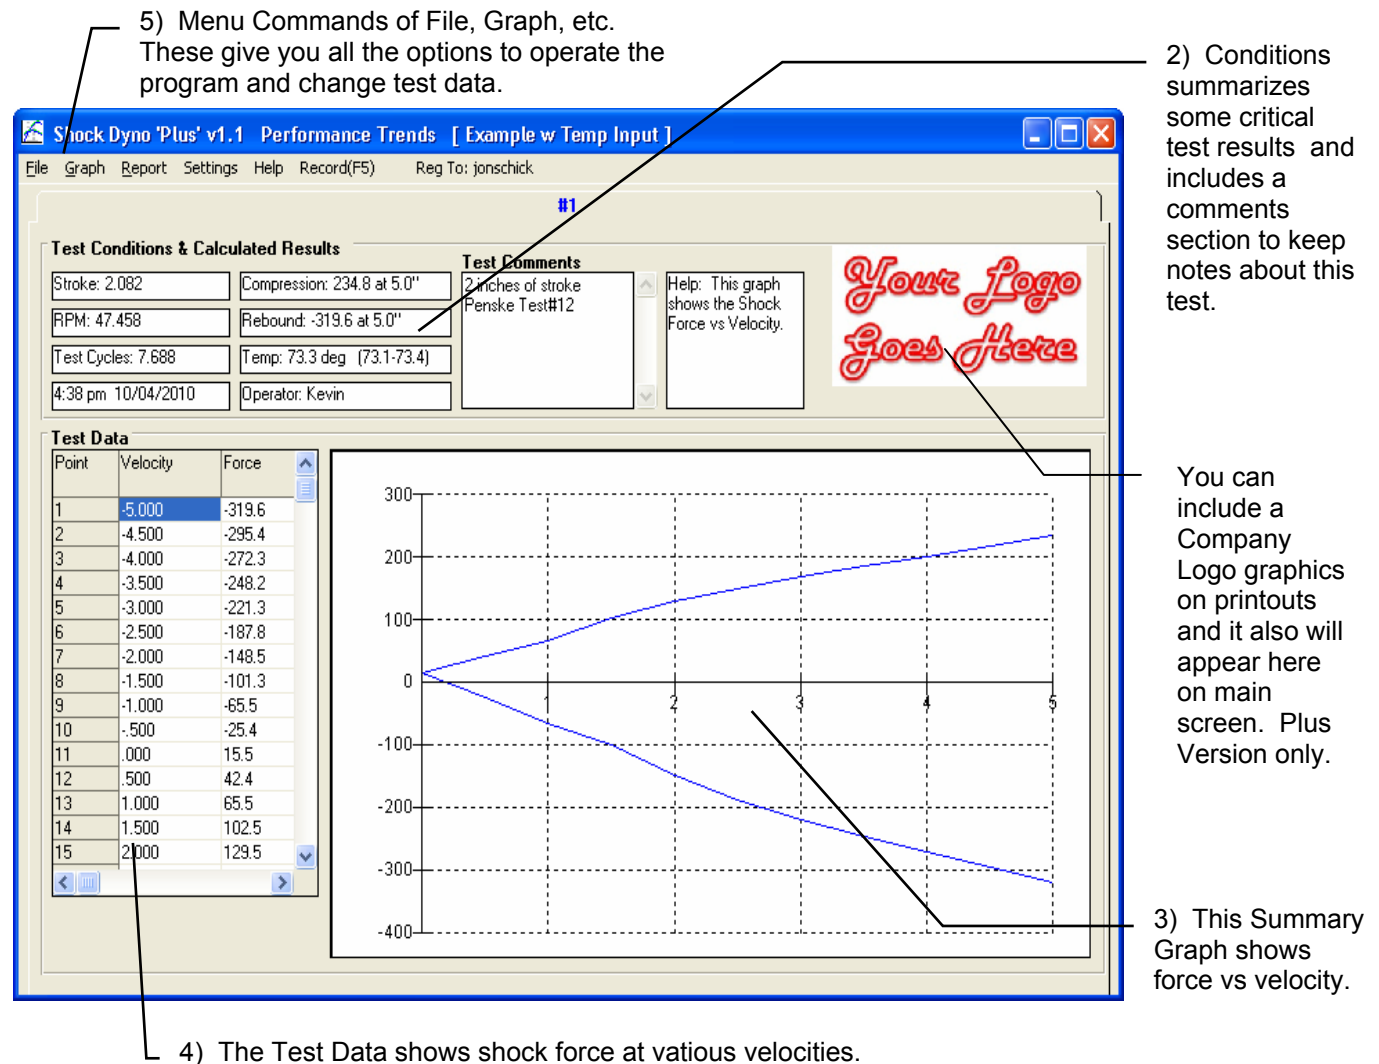 5)  Menu Commands of File, Graph, etc.
These give you all the options to operate the
program and change test data.
2)  Conditions
summarizes
some critical
test results  and
includes a
comments
section to keep
notes about this
test.
Shock Dyno 'Plus' v1.1   Performance Trends   [ Example w Temp Input ]
File   Graph   Report   Settings   Help   Record(F5)   Reg To: jonschick
#1
Test Conditions & Calculated Results
Stroke: 2.082
Compression: 234.8 at 5.0"
RPM: 47.458
Rebound: -319.6 at 5.0"
Test Cycles: 7.688
Temp: 73.3 deg   (73.1-73.4)
4:38 pm  10/04/2010
Operator: Kevin
Test Comments
2 inches of stroke
Penske Test#12
Help:  This graph
shows the Shock
Force vs Velocity.
Your Logo
Goes Here
You can
include a
Company
Logo graphics
on printouts
and it also will
appear here
on main
screen.  Plus
Version only.
Test Data
Point   Velocity   Force
1   -5.000   -319.6
2   -4.500   -295.4
3   -4.000   -272.3
4   -3.500   -248.2
5   -3.000   -221.3
6   -2.500   -187.8
7   -2.000   -148.5
8   -1.500   -101.3
9   -1.000   -65.5
10   -.500   -25.4
11   .000   15.5
12   .500   42.4
13   1.000   65.5
14   1.500   102.5
15   2.000   129.5
300
200
100
0
-100
-200
-300
-400
1   2   3   4   5
3)  This Summary
Graph shows
force vs velocity.
4)  The Test Data shows shock force at vatious velocities.